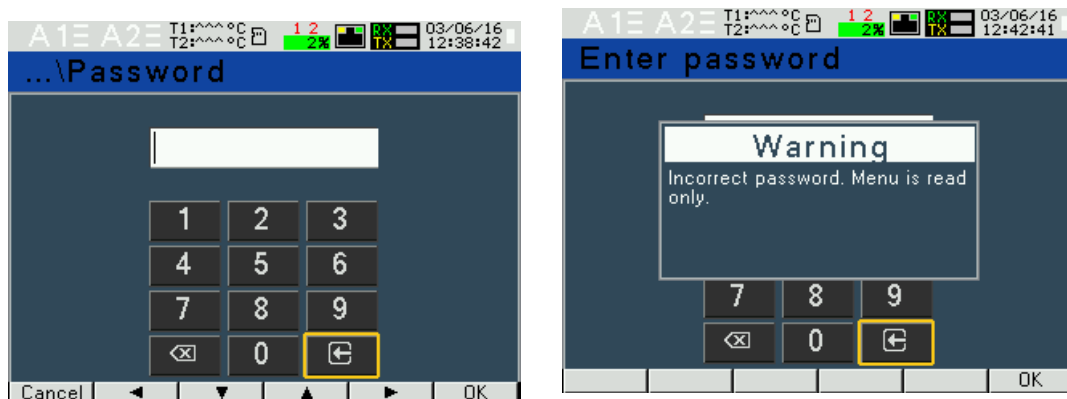 A1 A2 T1:^^^°C T2:^^^°C 1 2 2% RX TX 03/06/16 12:38:42
...\Password
1 2 3
4 5 6
7 8 9
0
Cancel OK
A1 A2 T1:^^^°C T2:^^^°C 1 2 2% RX TX 03/06/16 12:42:41
Enter password
Warning
Incorrect password. Menu is read
only.
7 8 9
0
OK